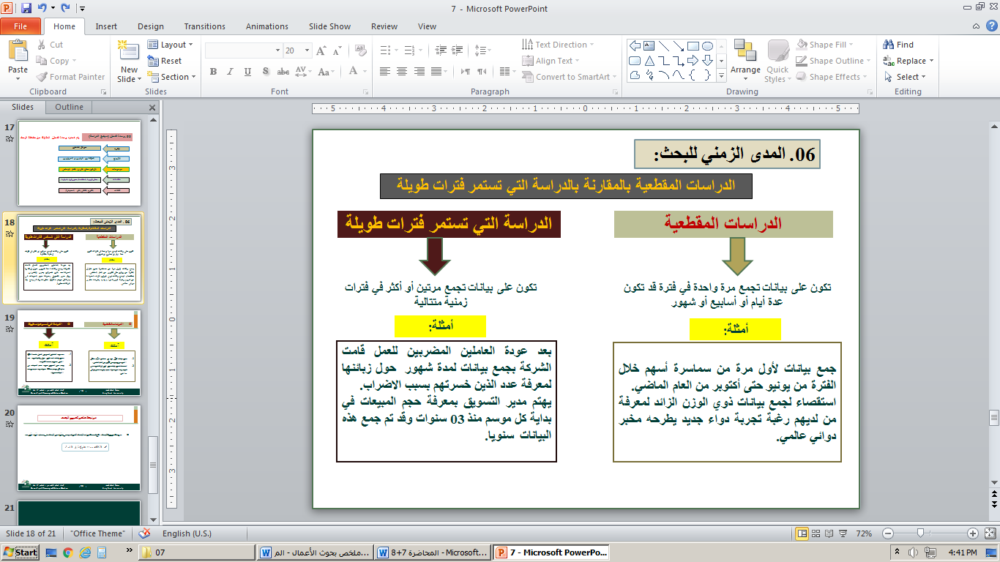 7 - Microsoft PowerPoint
File
Home
Insert
Design
Transitions
Animations
Slide Show
Review
View
Paste
Cut
Copy
Format Painter
Clipboard
New Slide
Layout
Reset
Section
Slides
20
Font
Text Direction
Align Text
Convert to SmartArt
Paragraph
Arrange
Quick Styles
Shape Fill
Shape Outline
Shape Effects
Drawing
Find
Replace
Select
Editing
Slides
Outline
17
18
19
20
21
06. المدى الزمني للبحث:
الدراسات المقطعية بالمقارنة بالدراسة التي تستمر فترات طويلة
الدراسات المقطعية
تكون على بيانات تجمع مرة واحدة في فترة قد تكون
عدة أيام أو أسابيع أو شهور
أمثلة:
جمع بيانات لأول مرة من سماسرة أسهم خلال
الفترة من يونيو حتى أكتوبر من العام الماضي.
استقصاء لجمع بيانات ذوي الوزن الزائد لمعرفة
من لديهم رغبة تجربة دواء جديد يطرحه مخبر
دوائي عالمي.
الدراسة التي تستمر فترات طويلة
تكون على بيانات تجمع مرتين أو أكثر في فترات
زمنية متتالية
أمثلة:
بعد عودة العاملين المضربين للعمل قامت
الشركة بجمع بيانات لمدة شهور حول زبائنها
لمعرفة عدد الذين خسرتهم بسبب الاضراب.
يهتم مدير التسويق بمعرفة حجم المبيعات في
بداية كل موسم منذ 03 سنوات وقد تم جمع هذه
البيانات سنويا.
Slide 18 of 21
"Office Theme"
English (U.S.)
72%
Start
07
ملخص بحوث الأعمال - الم...
المحاضرة 7+8 - Microsof...
7 - Microsoft PowerPo...
4:41 PM